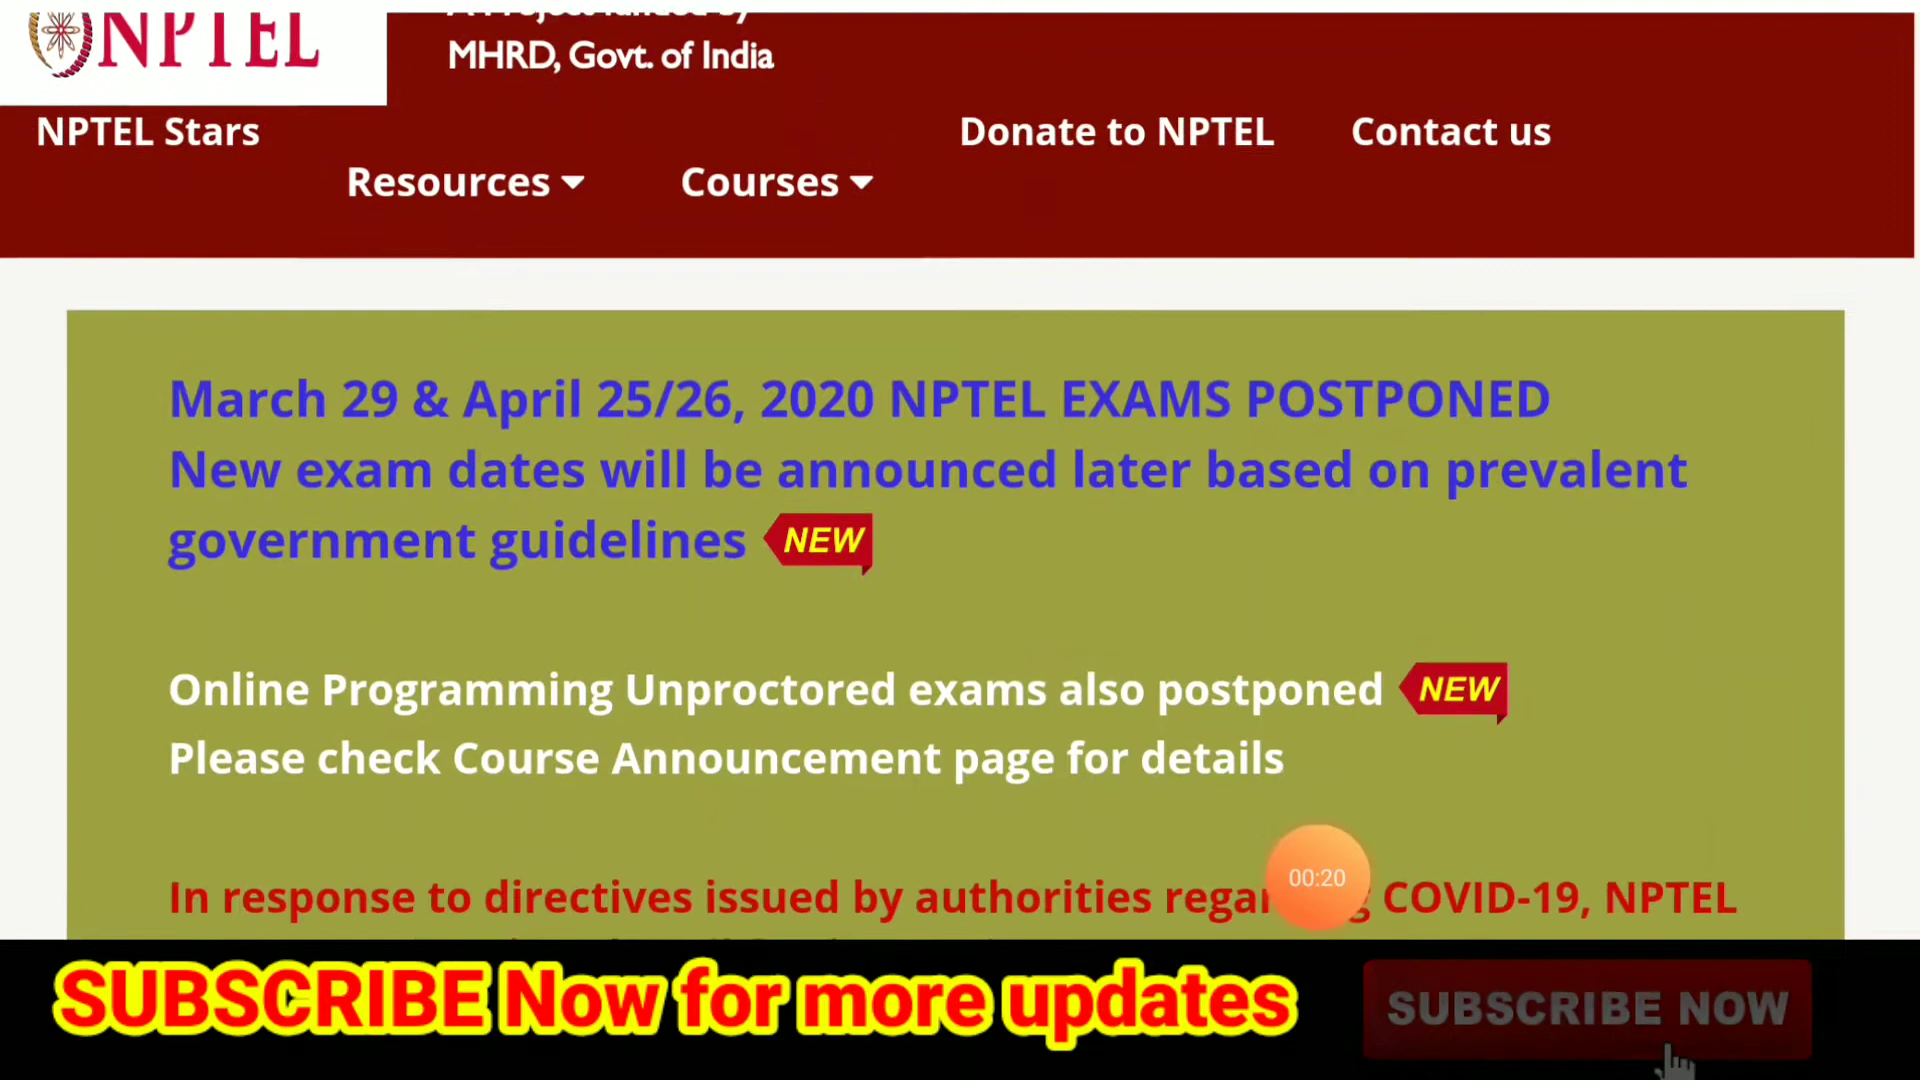 NPTEL
MHRD, Govt. of India
NPTEL Stars
Donate to NPTEL
Contact us
Resources
Courses
March 29 & April 25/26, 2020 NPTEL EXAMS POSTPONED
New exam dates will be announced later based on prevalent
government guidelines NEW
Online Programming Unproctored exams also postponed NEW
Please check Course Announcement page for details
00:20
In response to directives issued by authorities COVID-19, NPTEL
SUBSCRIBE Now for more updates
SUBSCRIBE NOW